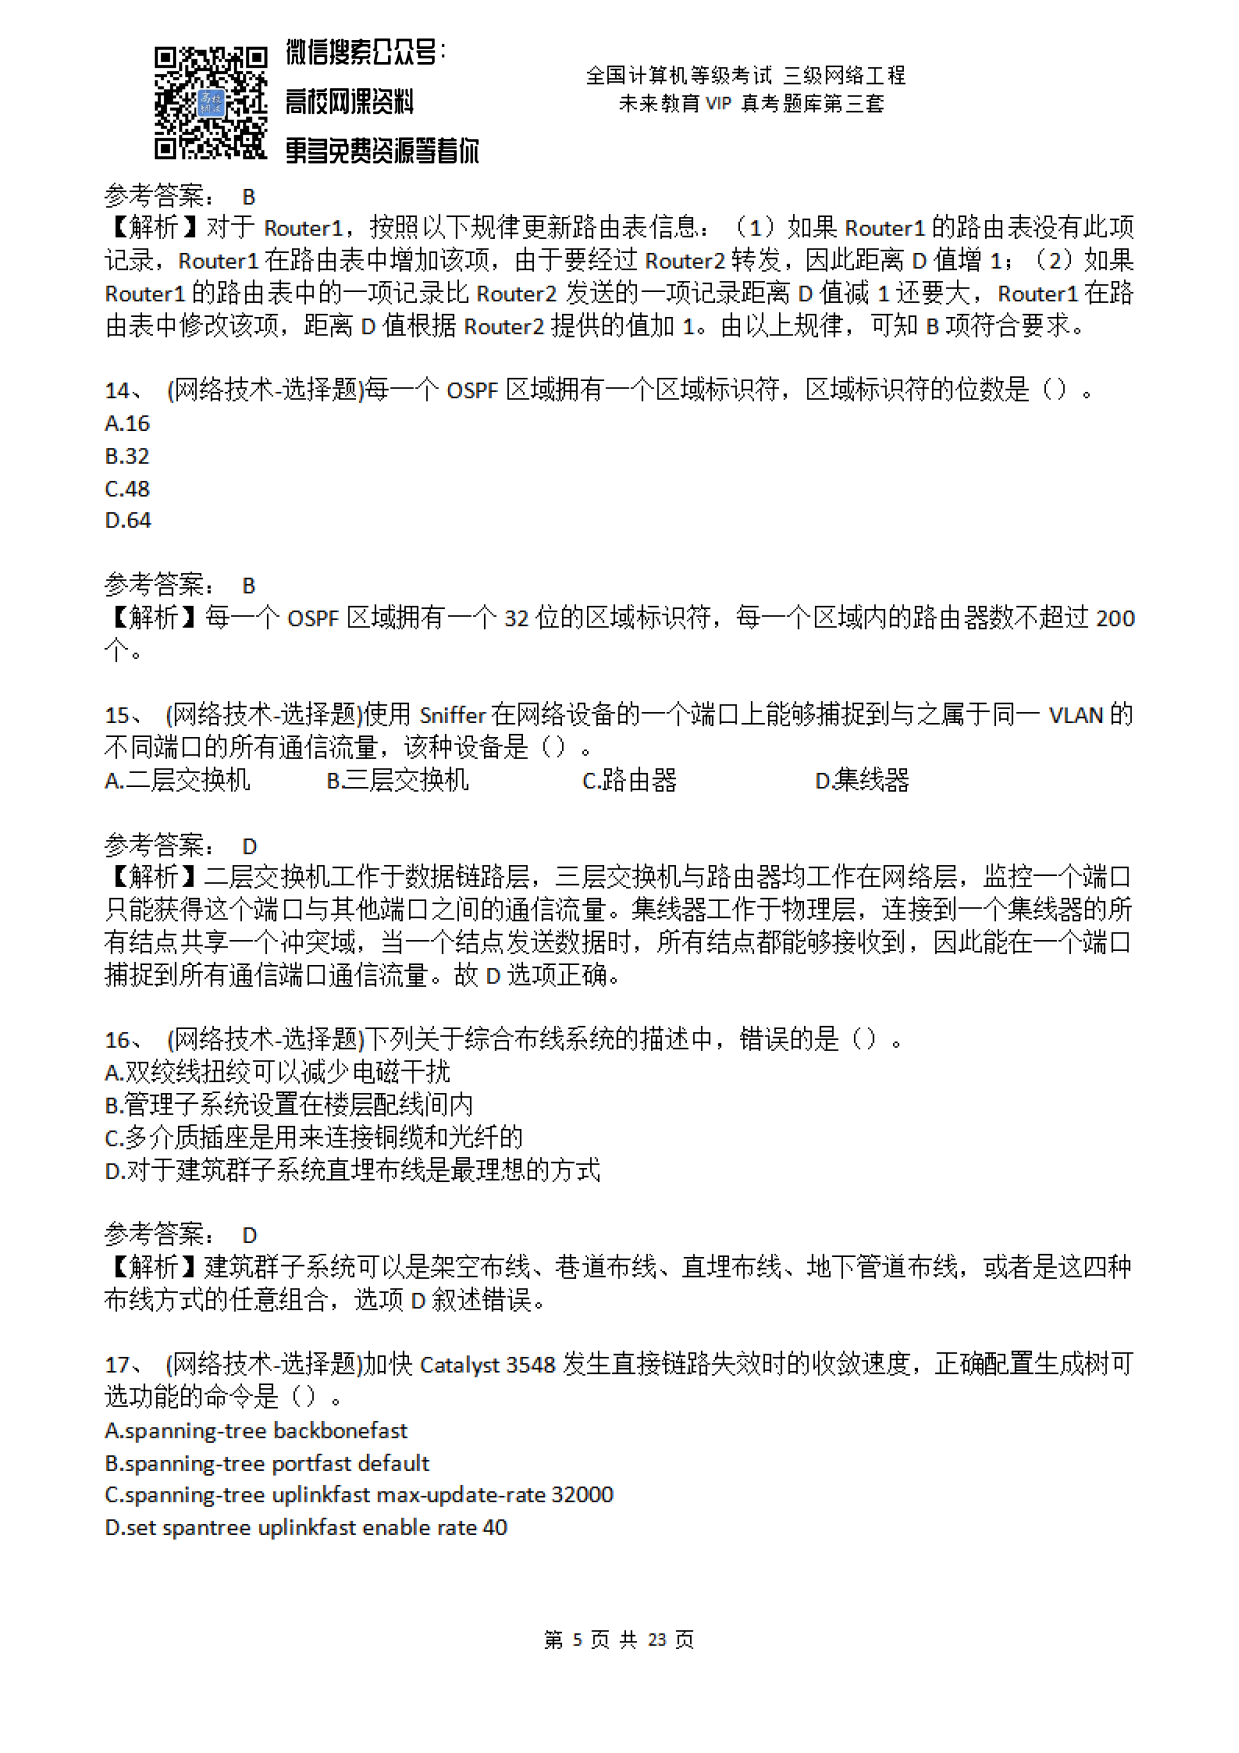 微信搜索公众号：
高校网课资料
更多免费资源等着你
全国计算机等级考试 三级网络工程
未来教育 VIP 真考题库第三套
参考答案： B
【解析】对于 Router1，按照以下规律更新路由表信息：（1）如果 Router1 的路由表没有此项
记录，Router1 在路由表中增加该项，由于要经过 Router2 转发，因此距离 D 值增 1；（2）如果
Router1 的路由表中的一项记录比 Router2 发送的一项记录距离 D 值减 1 还要大，Router1 在路
由表中修改该项，距离 D 值根据 Router2 提供的值加 1。由以上规律，可知 B 项符合要求。
14、 (网络技术-选择题)每一个 OSPF 区域拥有一个区域标识符，区域标识符的位数是（）。
A.16
B.32
C.48
D.64
参考答案： B
【解析】每一个 OSPF 区域拥有一个 32 位的区域标识符，每一个区域内的路由器数不超过 200
个。
15、 (网络技术-选择题)使用 Sniffer 在网络设备的一个端口上能够捕捉到与之属于同一 VLAN 的
不同端口的所有通信流量，该种设备是（）。
A.二层交换机 B.三层交换机 C.路由器 D.集线器
参考答案： D
【解析】二层交换机工作于数据链路层，三层交换机与路由器均工作在网络层，监控一个端口
只能获得这个端口与其他端口之间的通信流量。集线器工作于物理层，连接到一个集线器的所
有结点共享一个冲突域，当一个结点发送数据时，所有结点都能够接收到，因此能在一个端口
捕捉到所有通信端口通信流量。故 D 选项正确。
16、 (网络技术-选择题)下列关于综合布线系统的描述中，错误的是（）。
A.双绞线扭绞可以减少电磁干扰
B.管理子系统设置在楼层配线间内
C.多介质插座是用来连接铜缆和光纤的
D.对于建筑群子系统直埋布线是最理想的方式
参考答案： D
【解析】建筑群子系统可以是架空布线、巷道布线、直埋布线、地下管道布线，或者是这四种
布线方式的任意组合，选项 D 叙述错误。
17、 (网络技术-选择题)加快 Catalyst 3548 发生直接链路失效时的收敛速度，正确配置生成树可
选功能的命令是（）。
A.spanning-tree backbonefast
B.spanning-tree portfast default
C.spanning-tree uplinkfast max-update-rate 32000
D.set spantree uplinkfast enable rate 40
第 5 页 共 23 页